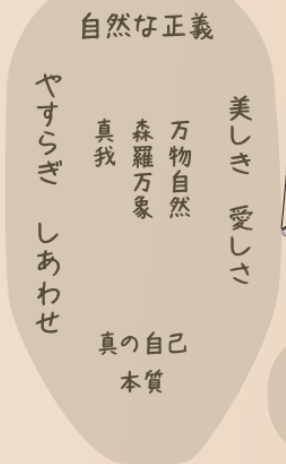 自然な正義
美しき 愛しさ
万物自然
森羅万象
真我
やすらぎ しあわせ
真の自己
本質